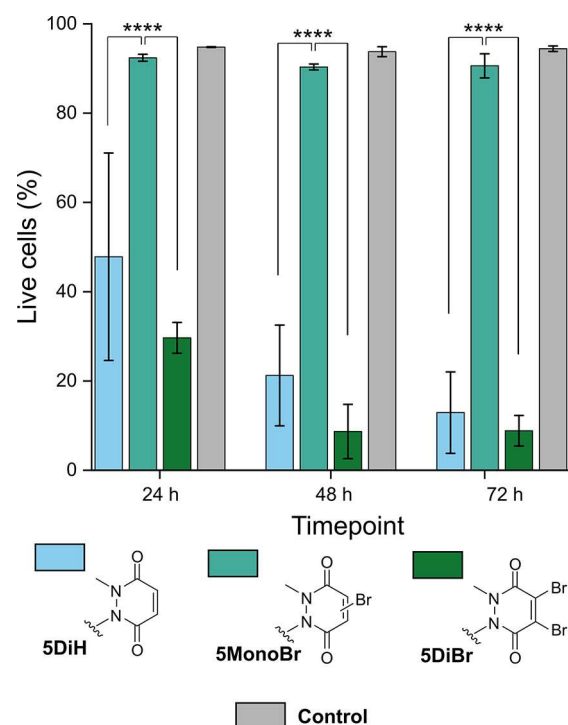 **** **** ****
100
80
60
40
20
0
Live cells (%)
24 h 48 h 72 h
Timepoint
O N N O
5DiH
O N N O Br
5MonoBr
O N N O Br Br
5DiBr
Control